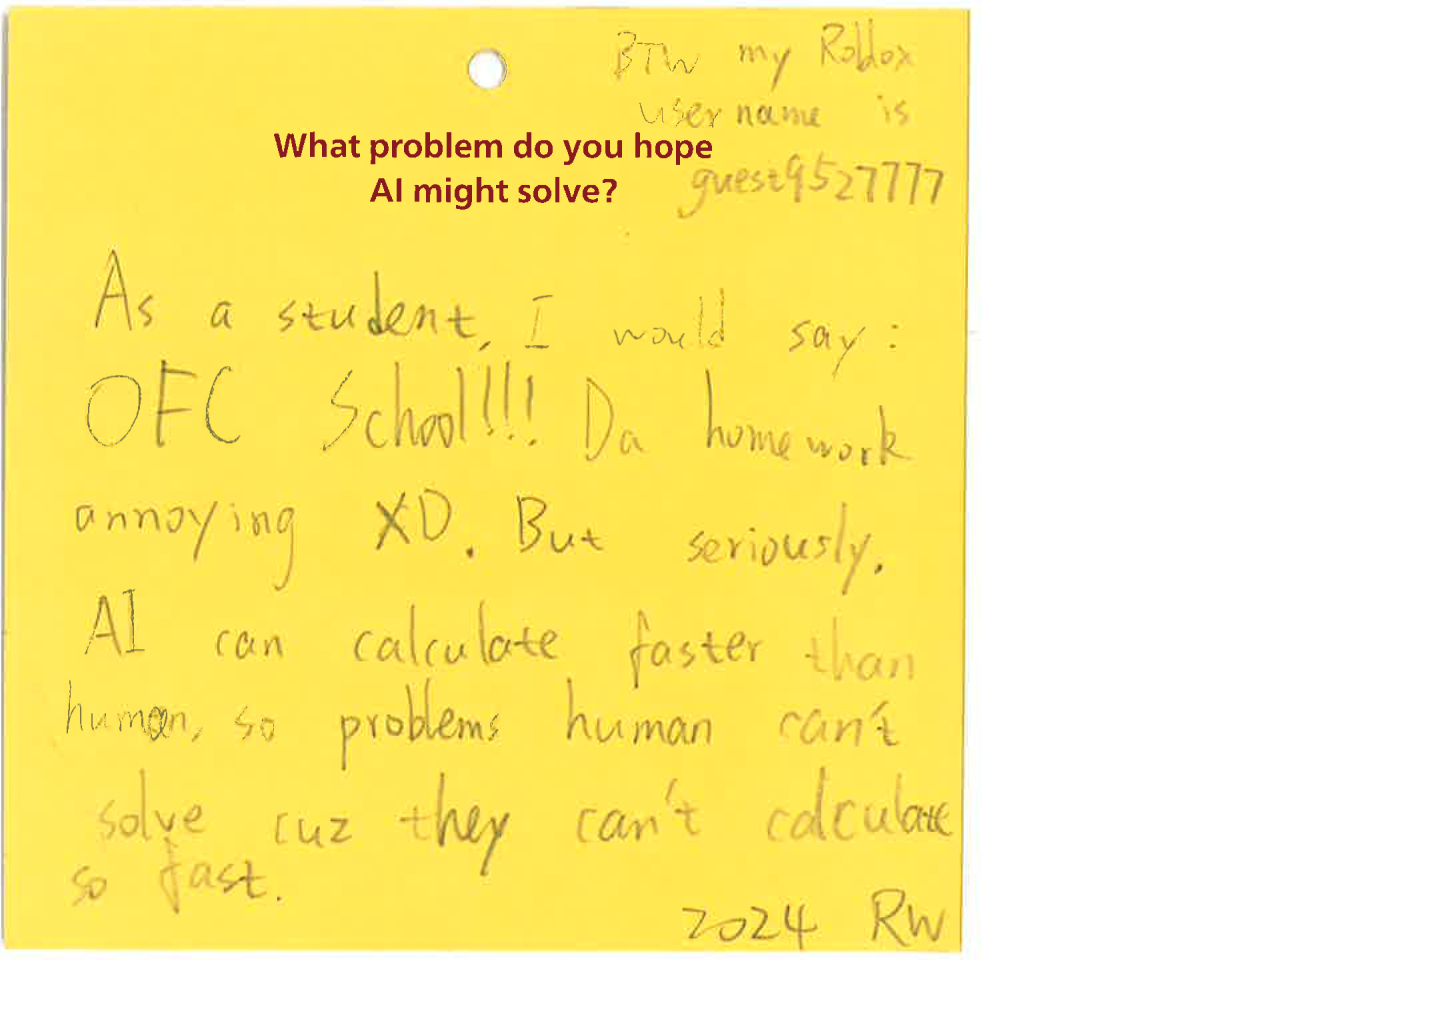 BTW my Roblox
username is
guest9527777
What problem do you hope
AI might solve?
As a student, I would say:
OFC School!!! Da homework
annoying XD. But seriously.
AI can calculate faster than
human, so problems human can't
solve cuz they can't calculate
so fast.
2024 RW